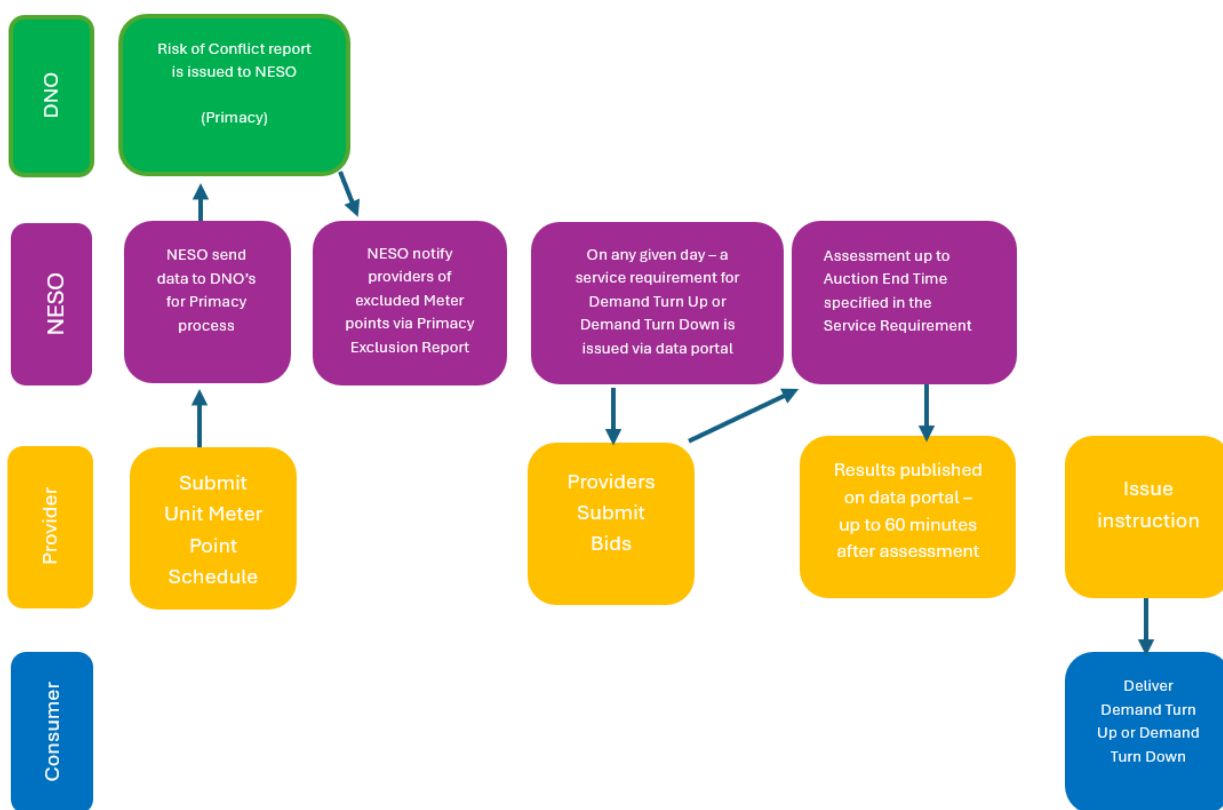 DNO
Risk of Conflict report
is issued to NESO
(Primacy)
NESO
NESO send
data to DNO's
for Primacy
process
NESO notify
providers of
excluded Meter
points via Primacy
Exclusion Report
On any given day – a
service requirement for
Demand Turn Up or
Demand Turn Down is
issued via data portal
Assessment up to
Auction End Time
specified in the
Service Requirement
Provider
Submit
Unit Meter
Point
Schedule
Providers
Submit
Bids
Results published
on data portal –
up to 60 minutes
after assessment
Issue
instruction
Consumer
Deliver
Demand Turn
Up or Demand
Turn Down